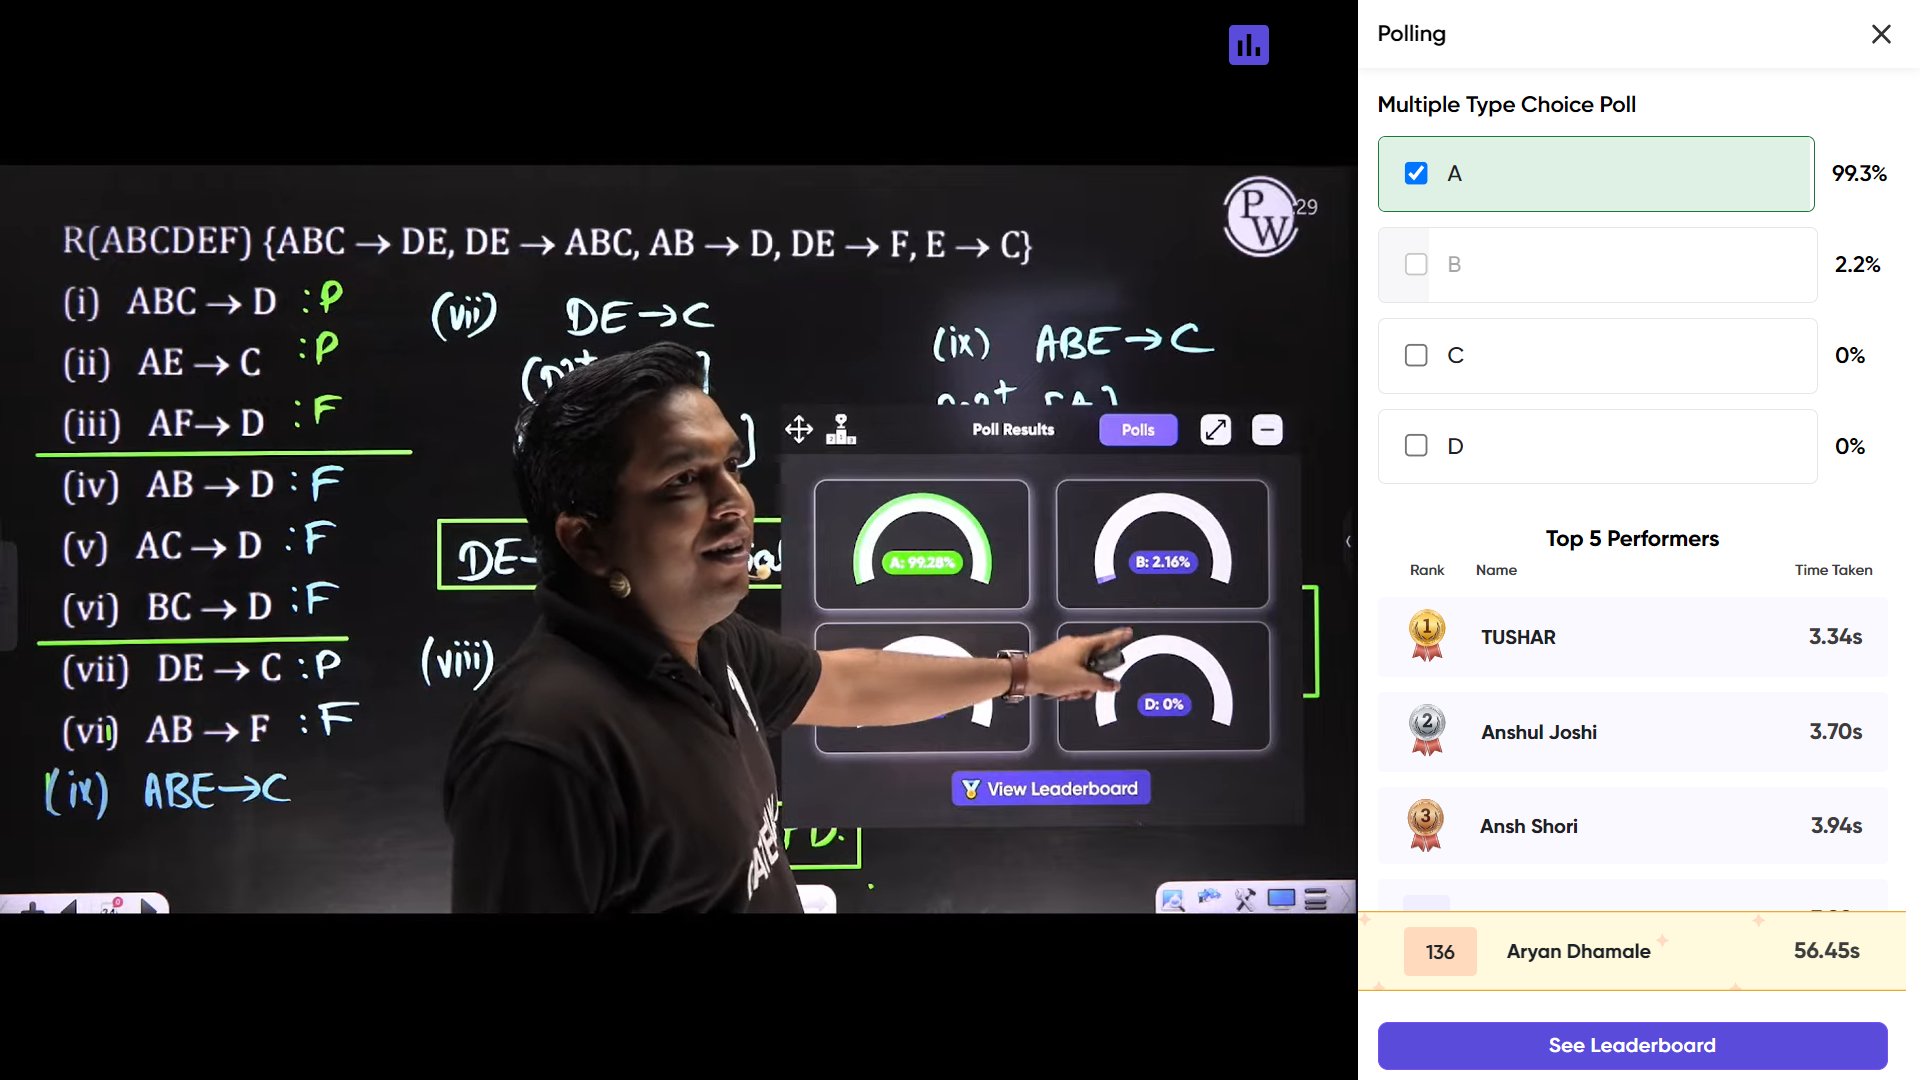 Polling
Multiple Type Choice Poll
A 99.3%
B 2.2%
C 0%
D 0%
Top 5 Performers
Rank Name Time Taken
1 TUSHAR 3.34s
2 Anshul Joshi 3.70s
3 Ansh Shori 3.94s
136 Aryan Dhamale 56.45s
See Leaderboard
PW 29
R(ABCDEF) {ABC → DE, DE → ABC, AB → D, DE → F, E → C}
(i) ABC → D : P
(ii) AE → C : P
(iii) AF→ D : F
(iv) AB → D : F
(v) AC → D : F
(vi) BC → D : F
(vii) DE → C : P
(vii) AB → F : F
(ix) ABE→C
(vii) DE→C
DE→
(viii)
(ix) ABE→C
Poll Results Polls
A: 99.28%
B: 2.16%
D: 0%
View Leaderboard